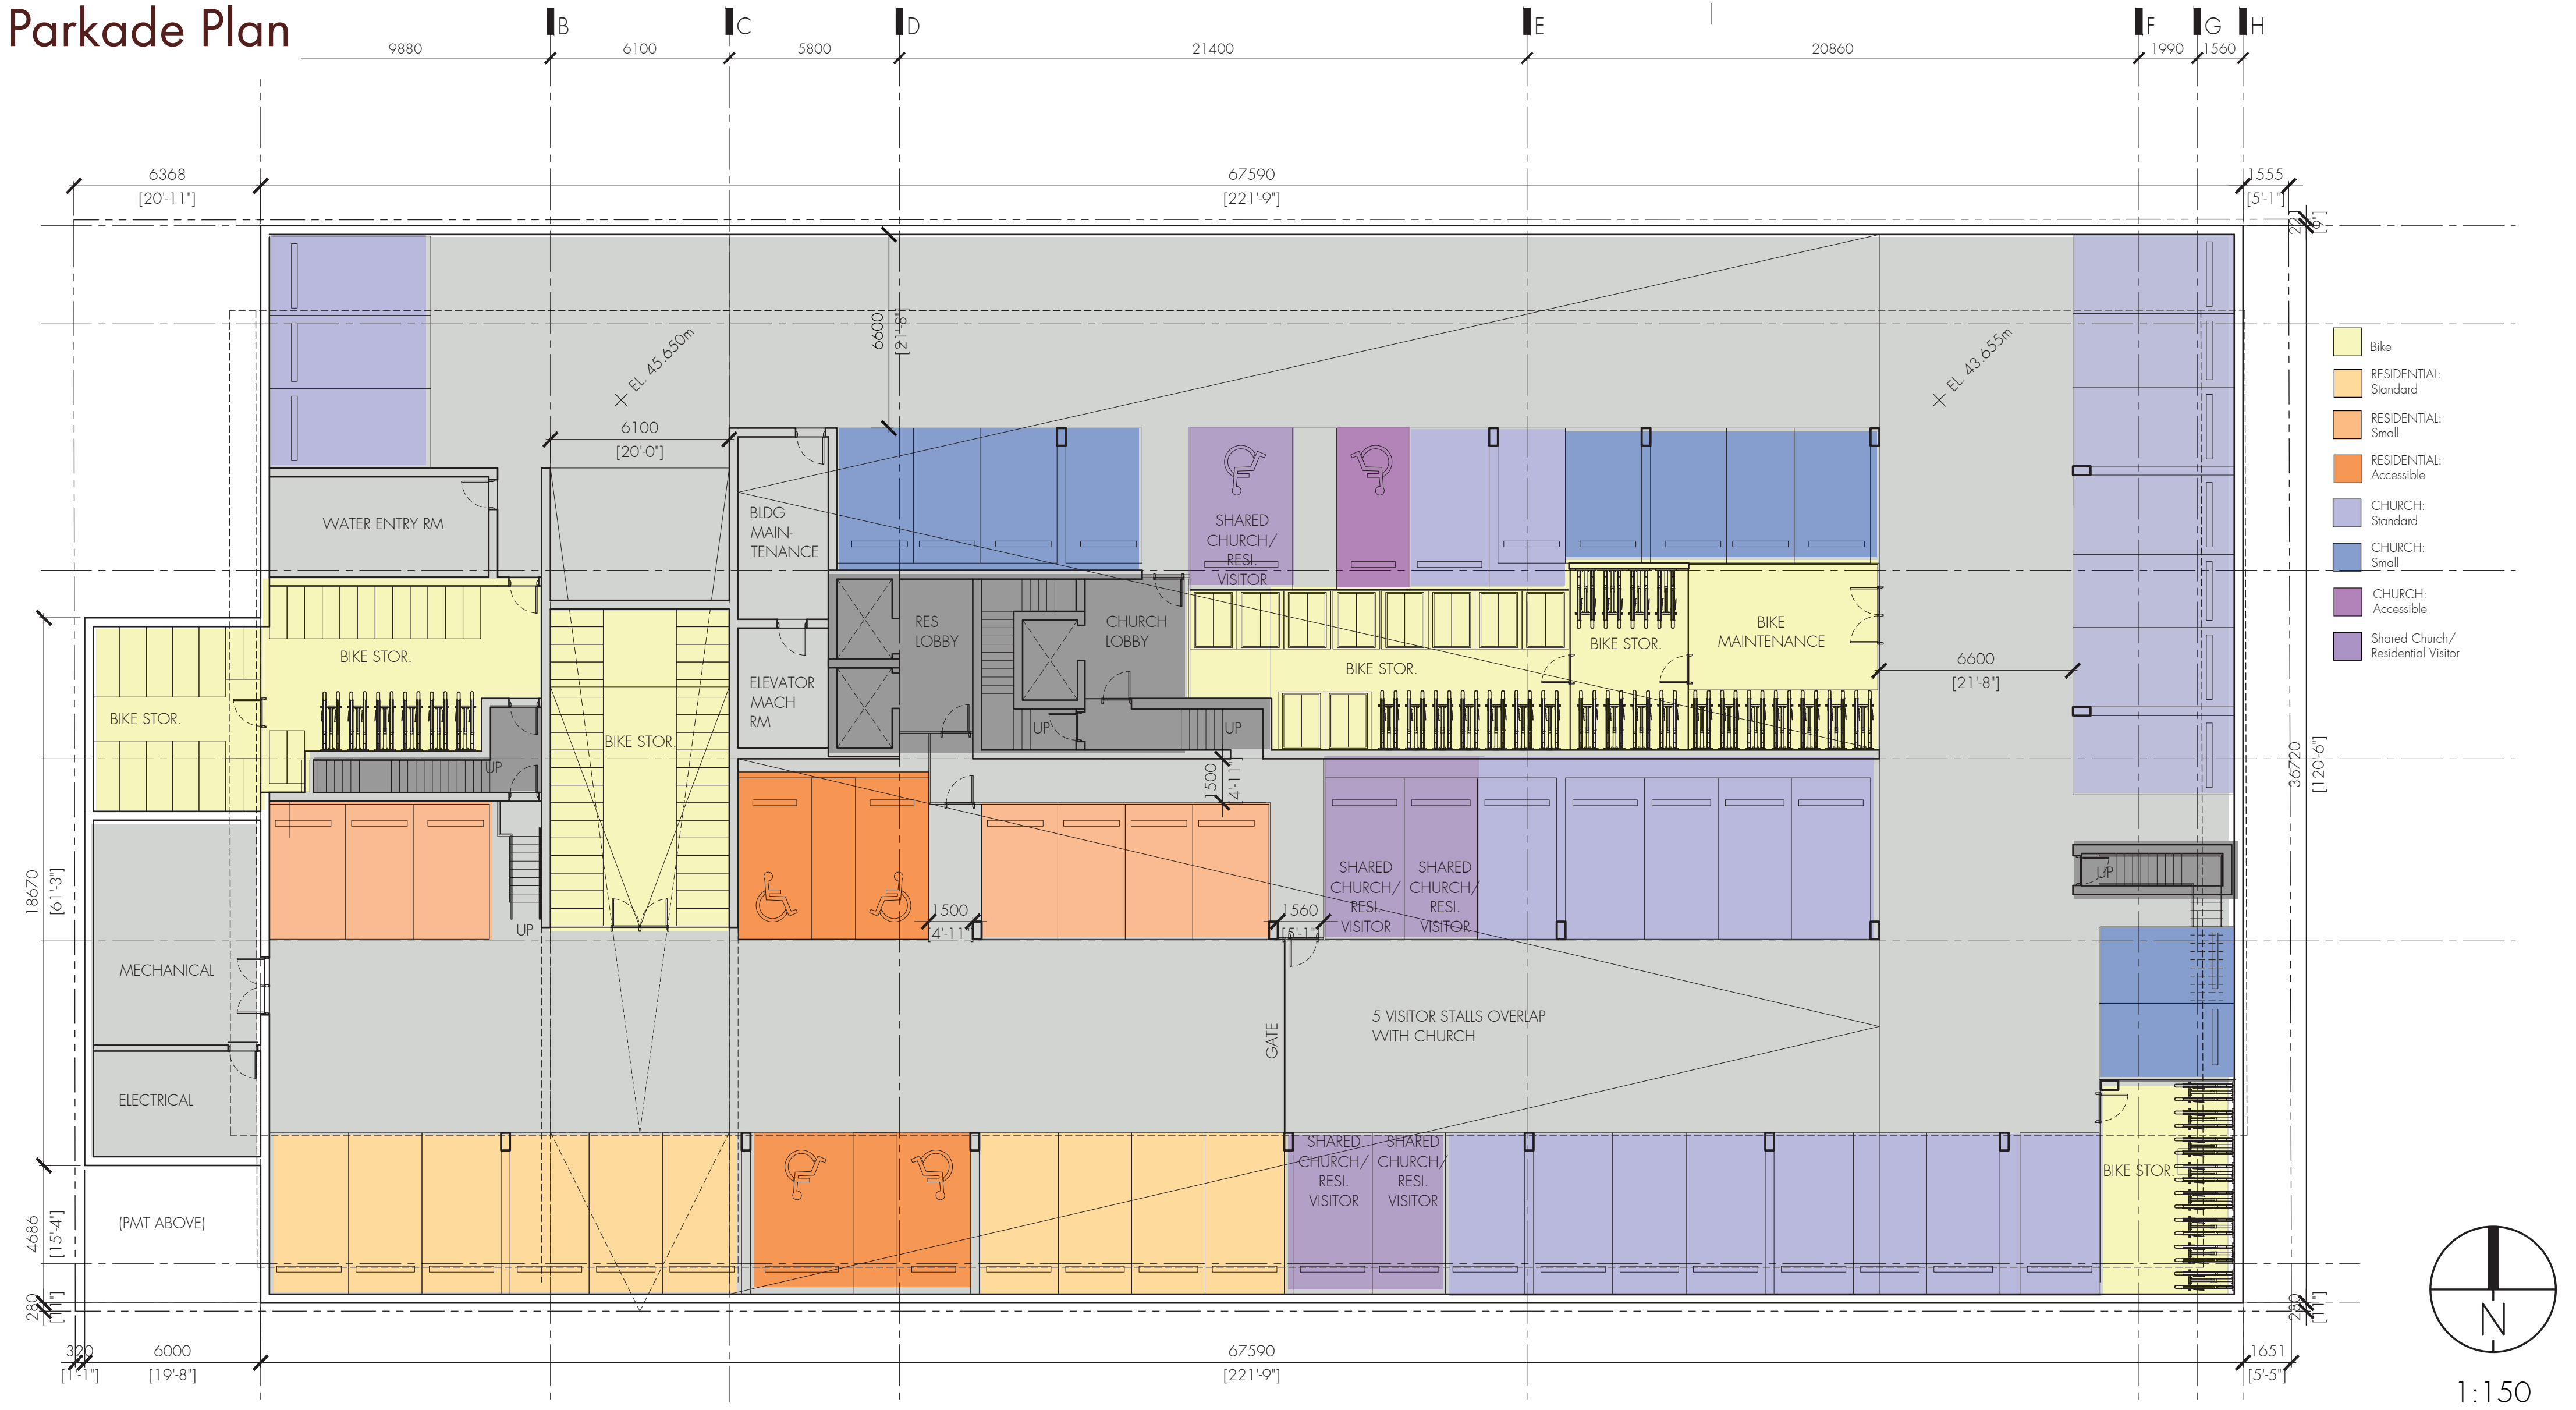 Parkade Plan
B
C
D
E
F
G
H
9880
6100
5800
21400
20860
1990
1560
6368
[20'-11"]
67590
[221'-9"]
1555
[5'-1"]
6600
[21'-8"]
EL. 45.650m
EL. 43.655m
6100
[20'-0"]
WATER ENTRY RM
BLDG
MAIN-
TENANCE
SHARED
CHURCH/
RESI.
VISITOR
RES
LOBBY
CHURCH
LOBBY
BIKE STOR.
BIKE STOR.
BIKE
MAINTENANCE
BIKE STOR.
BIKE STOR.
BIKE STOR.
ELEVATOR
MACH
RM
UP
UP
UP
6600
[21'-8"]
36720
[120'-6"]
1500
[4'-11"]
18670
[61'-3"]
UP
UP
SHARED
CHURCH/
RESI.
VISITOR
SHARED
CHURCH/
RESI.
VISITOR
1500
[4'-11"]
1560
[5'-1"]
MECHANICAL
ELECTRICAL
GATE
5 VISITOR STALLS OVERLAP
WITH CHURCH
SHARED
CHURCH/
RESI.
VISITOR
SHARED
CHURCH/
RESI.
VISITOR
BIKE STOR.
(PMT ABOVE)
4686
[15'-4"]
280
[11"]
280
[11"]
320
[1'-1"]
6000
[19'-8"]
67590
[221'-9"]
1651
[5'-5"]
Bike
RESIDENTIAL:
Standard
RESIDENTIAL:
Small
RESIDENTIAL:
Accessible
CHURCH:
Standard
CHURCH:
Small
CHURCH:
Accessible
Shared Church/
Residential Visitor
N
1:150